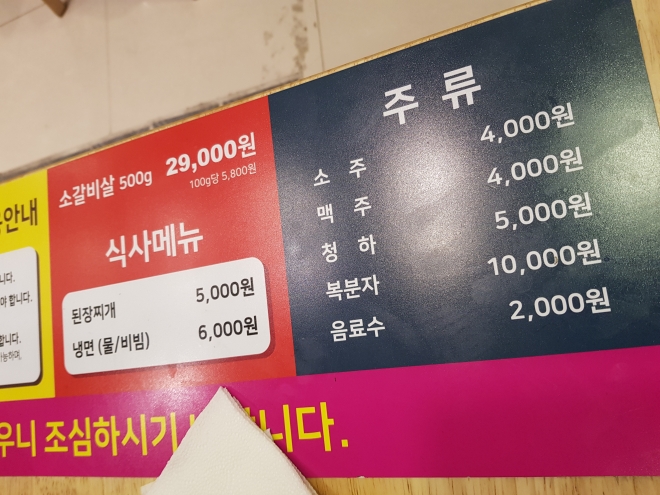 안내
니다.
야 합니다.
합니다.
가능하며,
소갈비살 500g 29,000원
100g당 5,800원
식사메뉴
된장찌개 5,000원
냉면 (물/비빔) 6,000원
주 류
소 주 4,000원
맥 주 4,000원
청 하 5,000원
복분자 10,000원
음료수 2,000원
우니 조심하시기 니다.